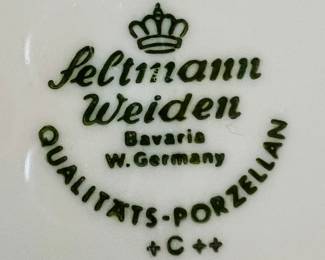 Seltmann
Weiden
Bavaria
W.Germany
QUALITÄTS-PORZELLAN
+C++